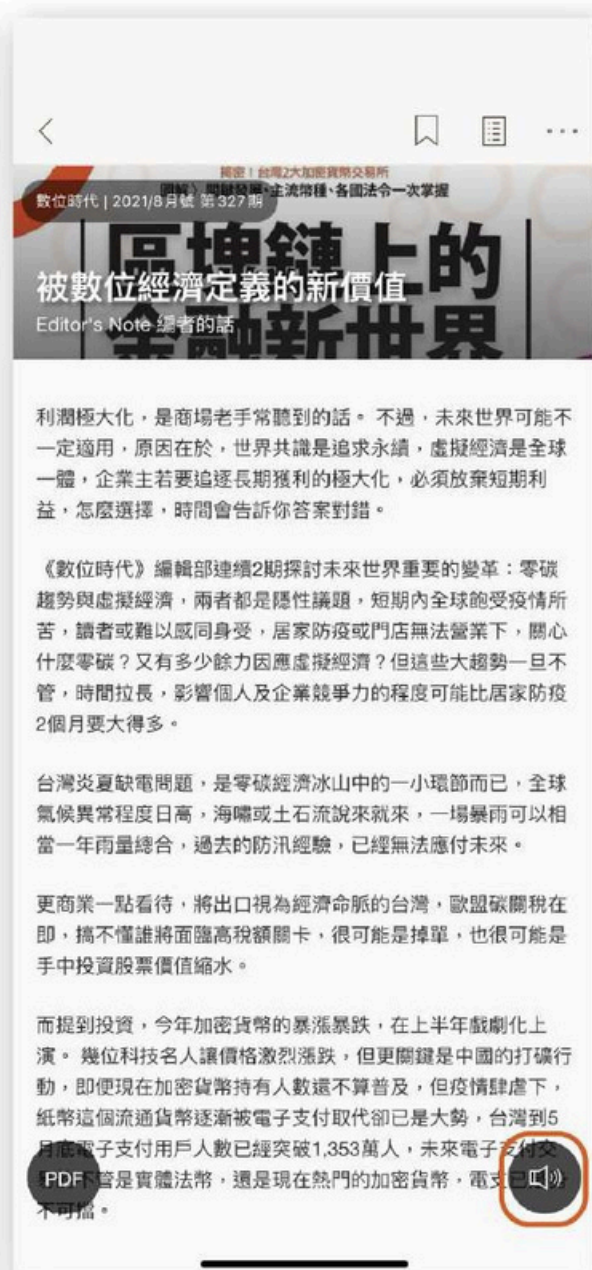 揭密！台灣2大加密貨幣交易所
關鍵發展、主流幣種、各國法令一次掌握
數位時代 | 2021/8月號 第327期
區塊鏈上的
金融新世界
被數位經濟定義的新價值
Editor's Note 編者的話
利潤極大化，是商場老手常聽到的話。 不過，未來世界可能不
一定適用，原因在於，世界共識是追求永續，虛擬經濟是全球
一體，企業主若要追逐長期獲利的極大化，必須放棄短期利
益，怎麼選擇，時間會告訴你答案對錯。
《數位時代》編輯部連續2期探討未來世界重要的變革：零碳
趨勢與虛擬經濟，兩者都是隱性議題，短期內全球飽受疫情所
苦，讀者或難以感同身受，居家防疫或門店無法營業下，關心
什麼零碳？又有多少餘力因應虛擬經濟？但這些大趨勢一旦不
管，時間拉長，影響個人及企業競爭力的程度可能比居家防疫
2個月要大得多。
台灣炎夏缺電問題，是零碳經濟冰山中的一小環節而已，全球
氣候異常程度日高，海嘯或土石流說來就來，一場暴雨可以相
當一年雨量總合，過去的防汛經驗，已經無法應付未來。
更商業一點看待，將出口視為經濟命脈的台灣，歐盟碳關稅在
即，搞不懂誰將面臨高稅額關卡，很可能是掉單，也很可能是
手中投資股票價值縮水。
而提到投資，今年加密貨幣的暴漲暴跌，在上半年戲劇化上
演。 幾位科技名人讓價格激烈漲跌，但更關鍵是中國的打礦行
動，即便現在加密貨幣持有人數還不算普及，但疫情肆虐下，
紙幣這個流通貨幣逐漸被電子支付取代卻已是大勢，台灣到5
月底電子支付用戶人數已經突破1,353萬人，未來電子支付交
不管是實體法幣，還是現在熱門的加密貨幣，電支已
不可擋。
PDF